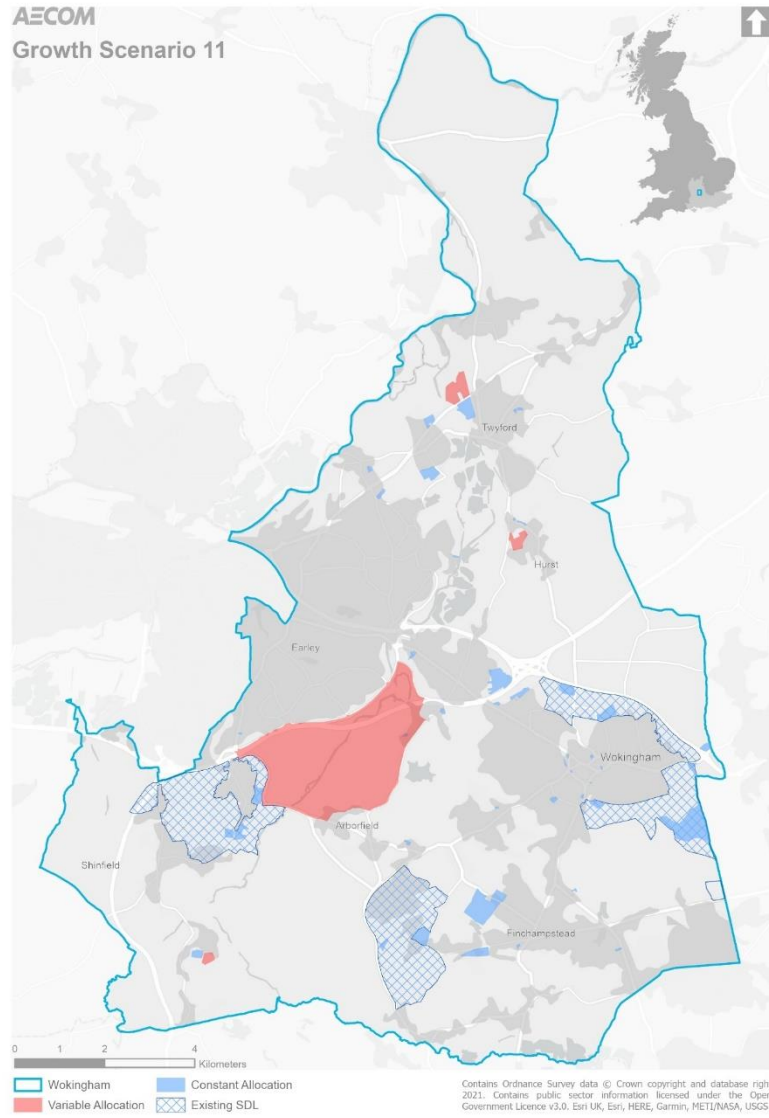 AECOM
Growth Scenario 11
Twyford
Hurst
Earley
Wokingham
Arborfield
Shinfield
Finchampstead
0 1 2 4
Kilometers
Wokingham
Constant Allocation
Variable Allocation
Existing SDL
Contains Ordnance Survey data © Crown copyright and database righ
2021. Contains public sector information licensed under the Open
Government Licence v3.0. Esri UK, Esri, HERE, Garmin, METI/NASA, USGS